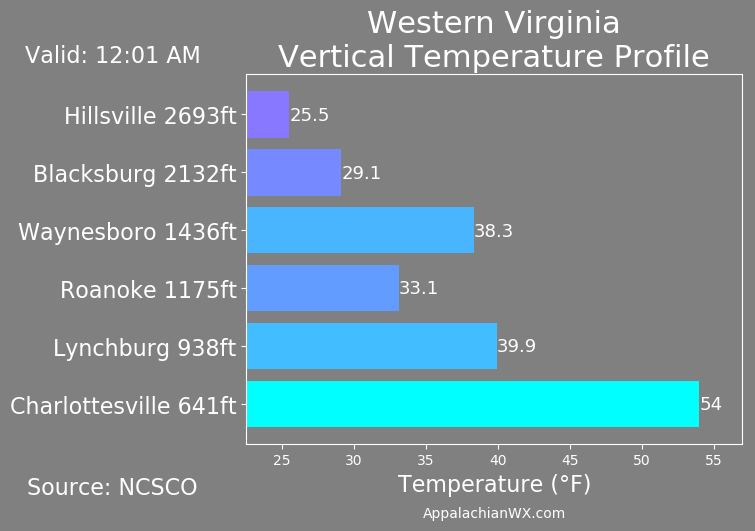 Western Virginia
Vertical Temperature Profile
Valid: 12:01 AM
Hillsville 2693ft
25.5
Blacksburg 2132ft
29.1
Waynesboro 1436ft
38.3
Roanoke 1175ft
33.1
Lynchburg 938ft
39.9
Charlottesville 641ft
54
25 30 35 40 45 50 55
Temperature (°F)
Source: NCSCO
AppalachianWX.com